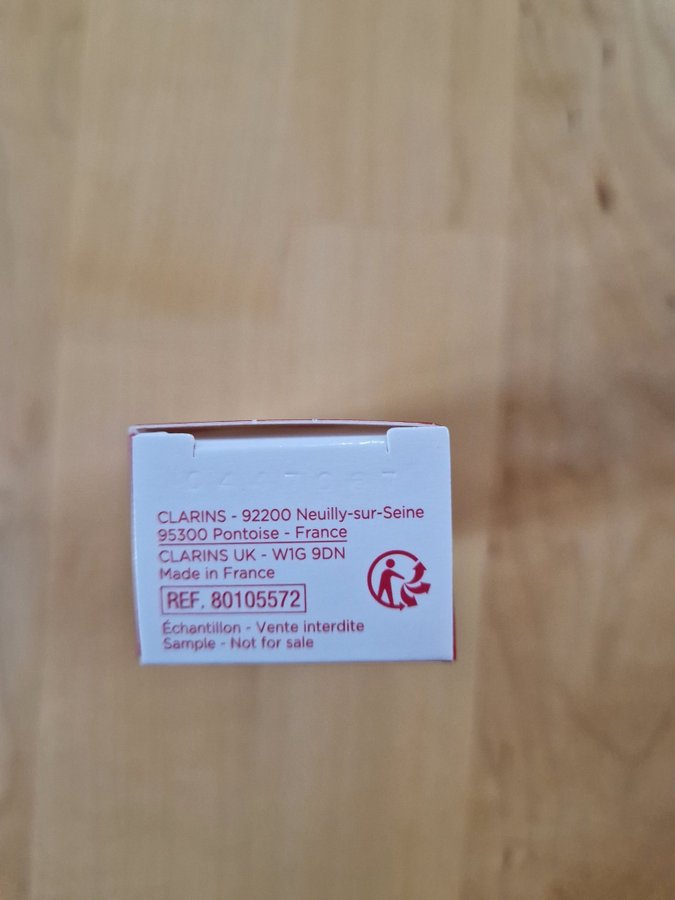 CLARINS - 92200 Neuilly-sur-Seine
95300 Pontoise - France
CLARINS UK - W1G 9DN
Made in France
REF. 80105572
Échantillon - Vente interdite
Sample - Not for sale